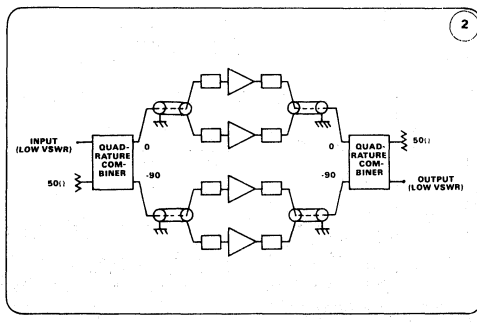 2
INPUT
(LOW VSWR)
50Ω
QUAD-
RATURE
COM-
BINER
0
-90
0
-90
QUAD-
RATURE
COM-
BINER
50Ω
OUTPUT
(LOW VSWR)